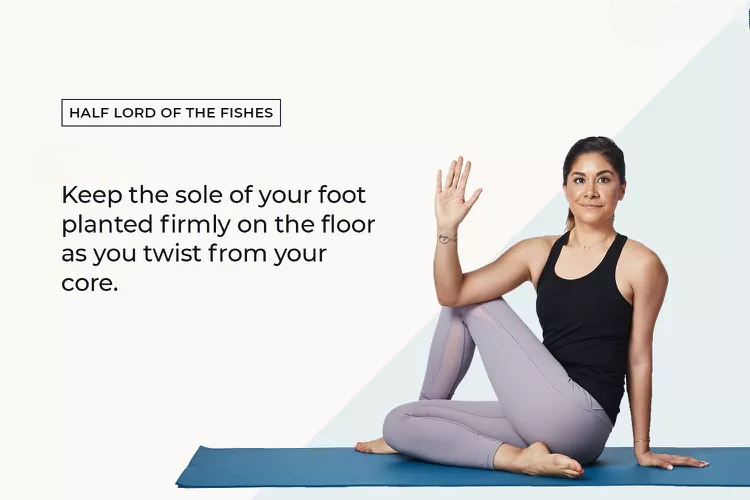 HALF LORD OF THE FISHES
Keep the sole of your foot
planted firmly on the floor
as you twist from your
core.